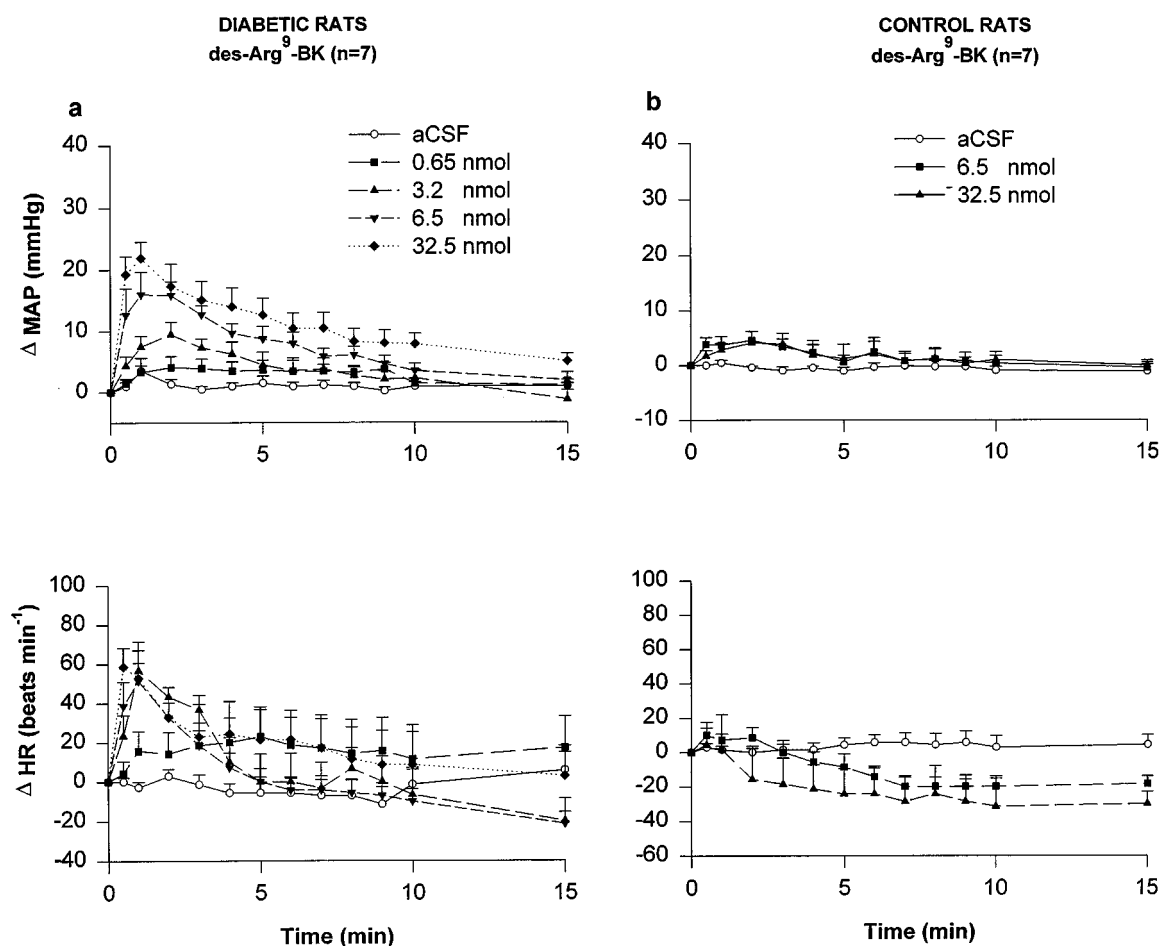 DIABETIC RATS
des-Arg⁹-BK (n=7)
CONTROL RATS
des-Arg⁹-BK (n=7)
a
aCSF
0.65 nmol
3.2 nmol
6.5 nmol
32.5 nmol
Δ MAP (mmHg)
40
30
20
10
0
0 5 10 15
b
aCSF
6.5 nmol
32.5 nmol
40
30
20
10
0
-10
0 5 10 15
Δ HR (beats min⁻¹)
100
80
60
40
20
0
-20
-40
0 5 10 15
Time (min)
100
80
60
40
20
0
-20
-40
-60
0 5 10 15
Time (min)